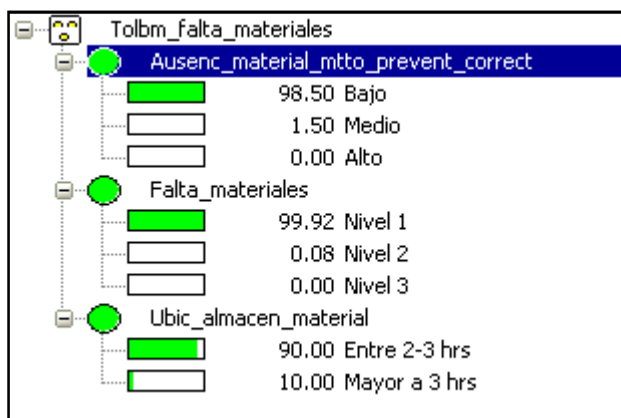 Tolbm_falta_materiales
Ausenc_material_mtto_prevent_correct
98.50 Bajo
1.50 Medio
0.00 Alto
Falta_materiales
99.92 Nivel 1
0.08 Nivel 2
0.00 Nivel 3
Ubic_almacen_material
90.00 Entre 2-3 hrs
10.00 Mayor a 3 hrs